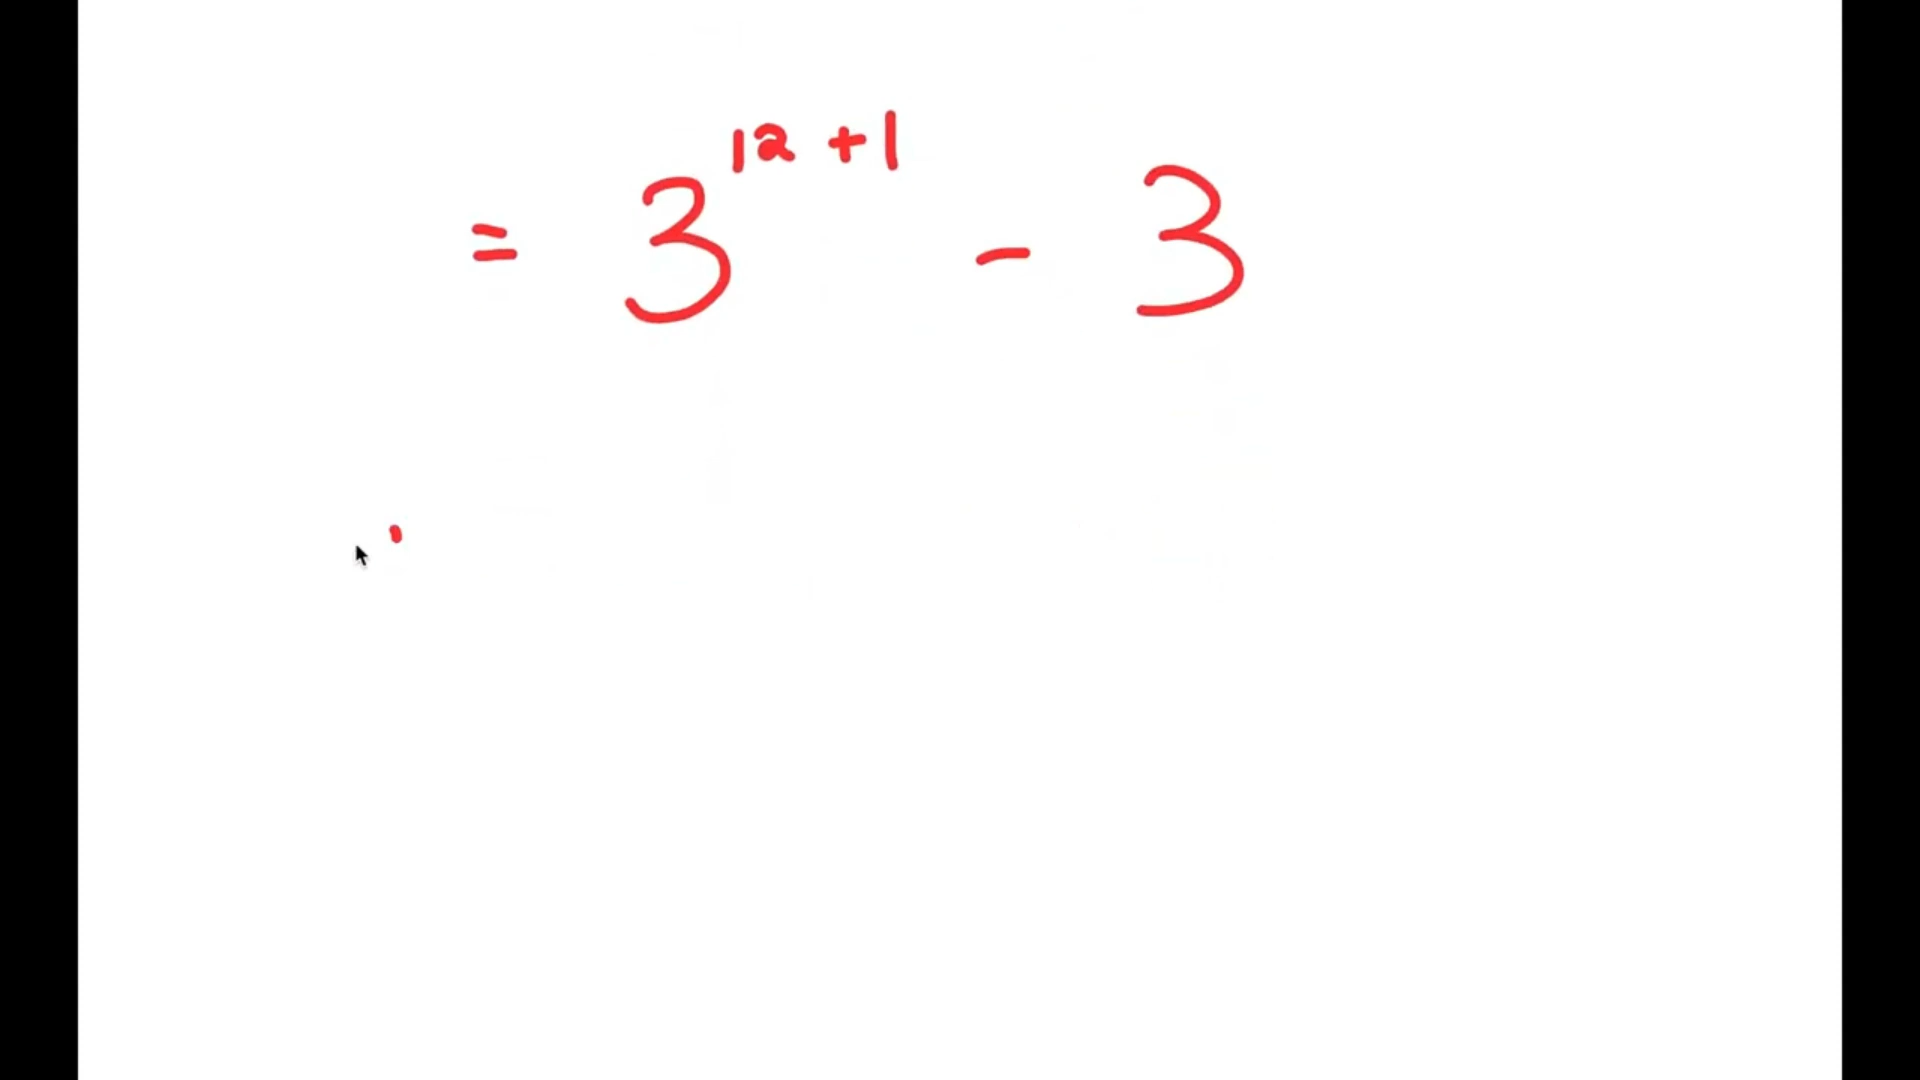 = 3^{12+1} - 3